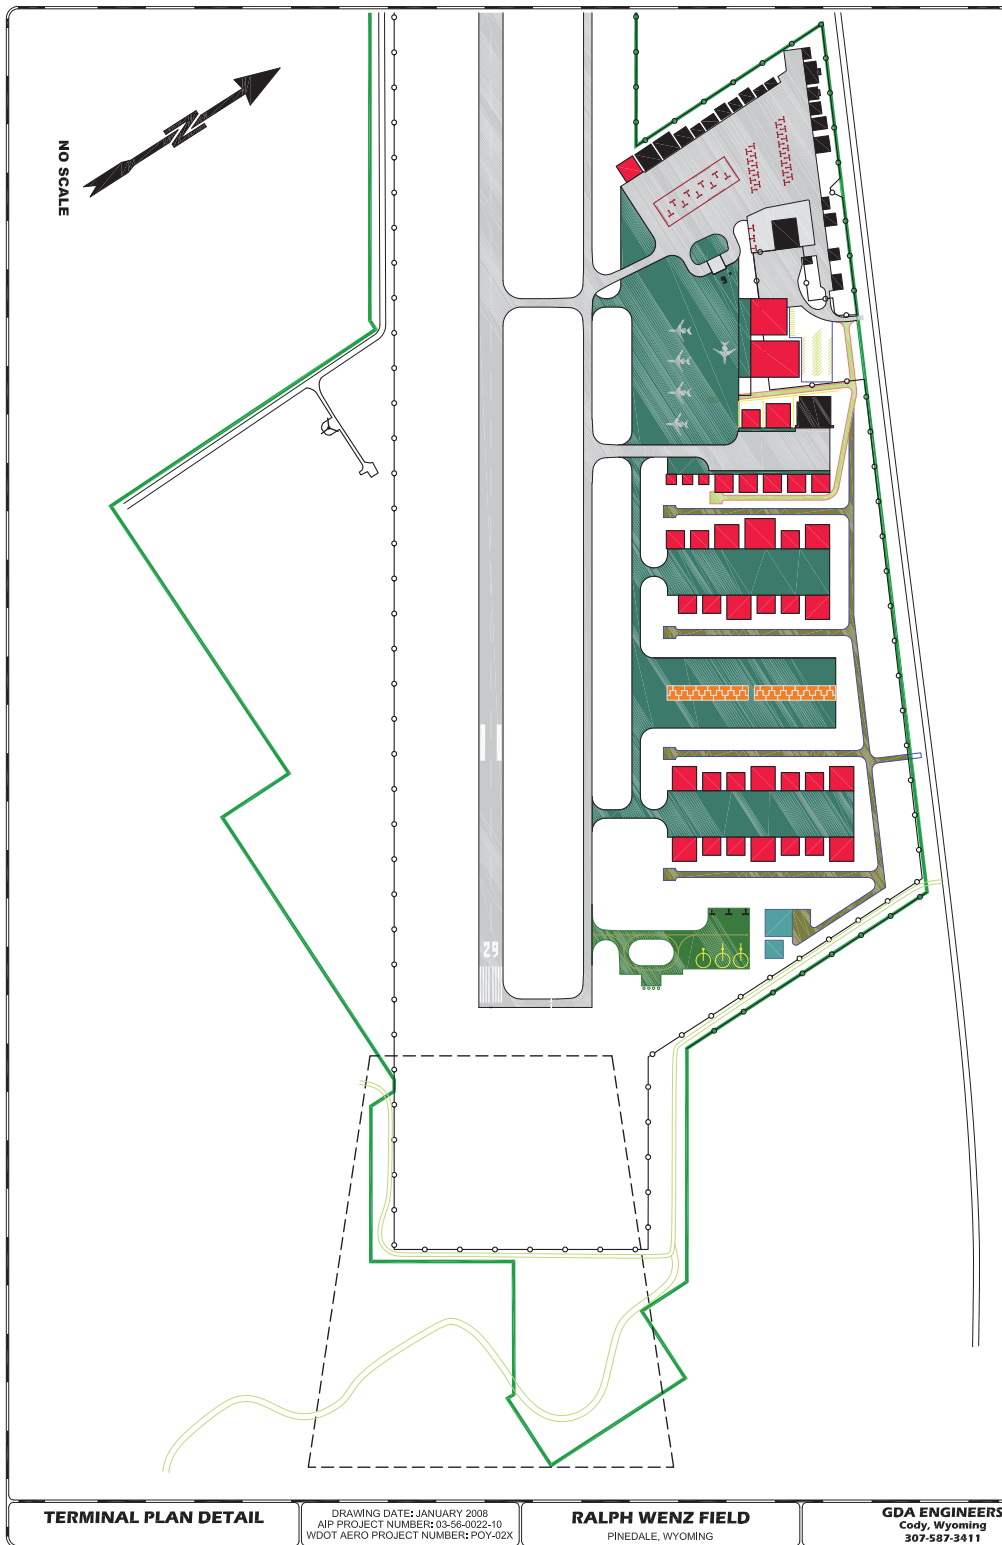 NO SCALE
29
TERMINAL PLAN DETAIL
DRAWING DATE: JANUARY 2008
AIP PROJECT NUMBER: 03-56-0022-10
WDOT AERO PROJECT NUMBER: POY-02X
RALPH WENZ FIELD
PINEDALE, WYOMING
GDA ENGINEERS
Cody, Wyoming
307-587-3411